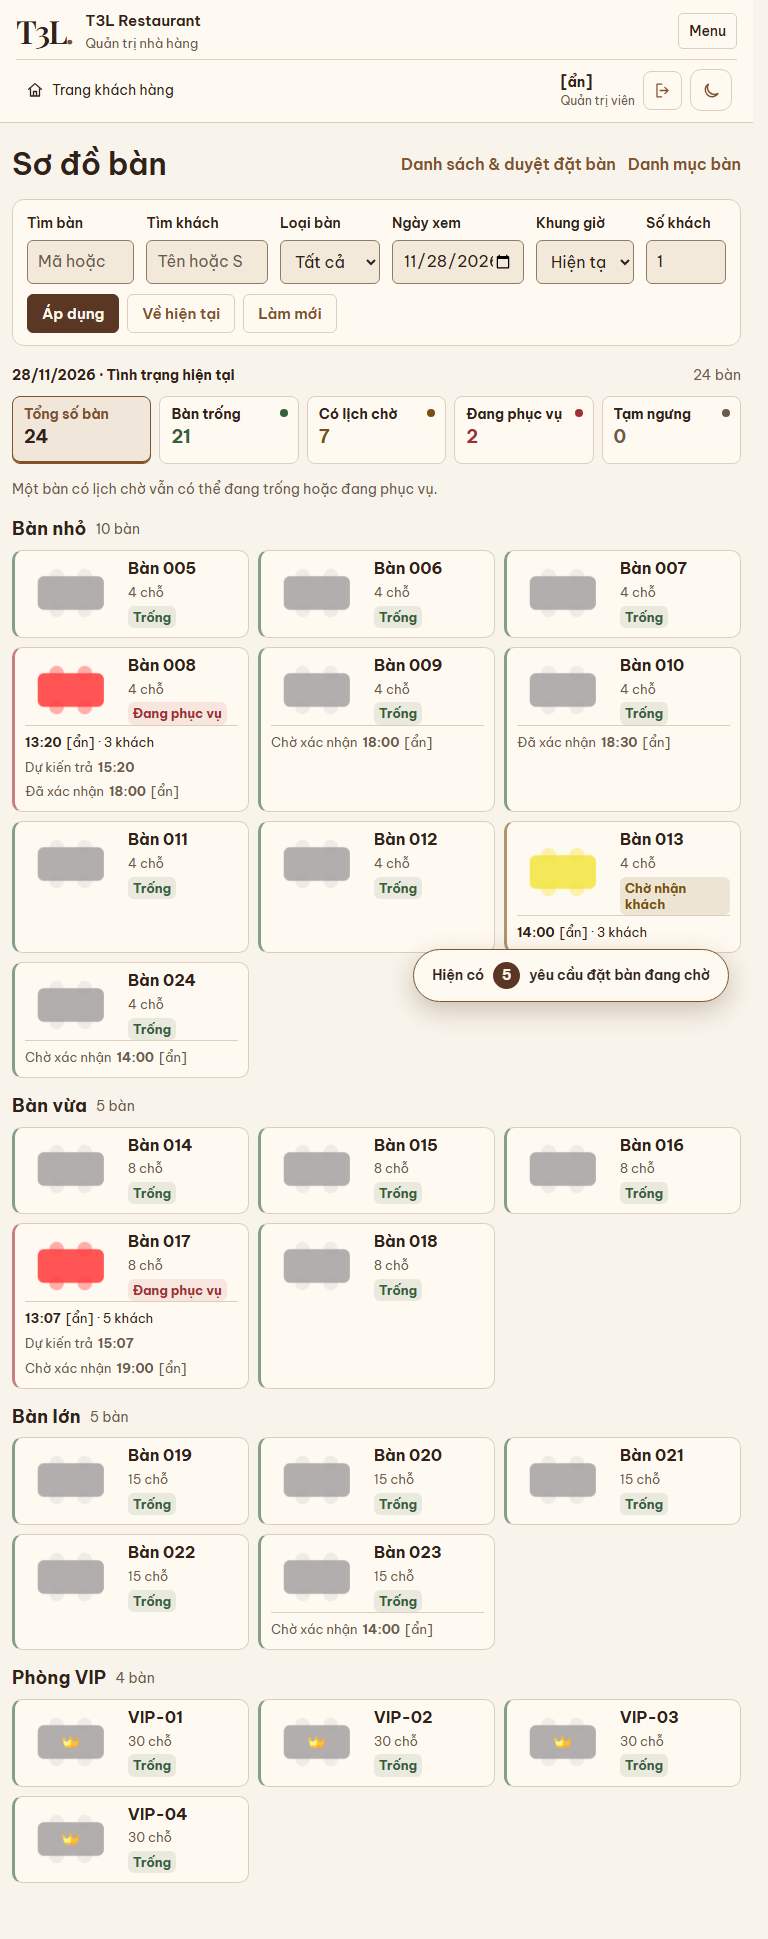 T3L. T3L Restaurant
Quản trị nhà hàng
Menu
Trang khách hàng
[ẩn]
Quản trị viên
Sơ đồ bàn
Danh sách & duyệt đặt bàn Danh mục bàn
Tìm bàn Tìm khách Loại bàn Ngày xem Khung giờ Số khách
Mã hoặc Tên hoặc S Tất cả 11/28/2026 Hiện tạ 1
Áp dụng Về hiện tại Làm mới
28/11/2026 · Tình trạng hiện tại 24 bàn
Tổng số bàn Bàn trống Có lịch chờ Đang phục vụ Tạm ngưng
24 21 7 2 0
Một bàn có lịch chờ vẫn có thể đang trống hoặc đang phục vụ.
Bàn nhỏ 10 bàn
Bàn 005 Bàn 006 Bàn 007
4 chỗ 4 chỗ 4 chỗ
Trống Trống Trống
Bàn 008 Bàn 009 Bàn 010
4 chỗ 4 chỗ 4 chỗ
Đang phục vụ Trống Trống
13:20 [ẩn] · 3 khách Chờ xác nhận 18:00 [ẩn] Đã xác nhận 18:30 [ẩn]
Dự kiến trả 15:20
Đã xác nhận 18:00 [ẩn]
Bàn 011 Bàn 012 Bàn 013
4 chỗ 4 chỗ 4 chỗ
Trống Trống Chờ nhận
khách
14:00 [ẩn] · 3 khách
Hiện có 5 yêu cầu đặt bàn đang chờ
Bàn 024
4 chỗ
Trống
Chờ xác nhận 14:00 [ẩn]
Bàn vừa 5 bàn
Bàn 014 Bàn 015 Bàn 016
8 chỗ 8 chỗ 8 chỗ
Trống Trống Trống
Bàn 017 Bàn 018
8 chỗ 8 chỗ
Đang phục vụ Trống
13:07 [ẩn] · 5 khách
Dự kiến trả 15:07
Chờ xác nhận 19:00 [ẩn]
Bàn lớn 5 bàn
Bàn 019 Bàn 020 Bàn 021
15 chỗ 15 chỗ 15 chỗ
Trống Trống Trống
Bàn 022 Bàn 023
15 chỗ 15 chỗ
Trống Trống
Chờ xác nhận 14:00 [ẩn]
Phòng VIP 4 bàn
VIP-01 VIP-02 VIP-03
30 chỗ 30 chỗ 30 chỗ
Trống Trống Trống
VIP-04
30 chỗ
Trống